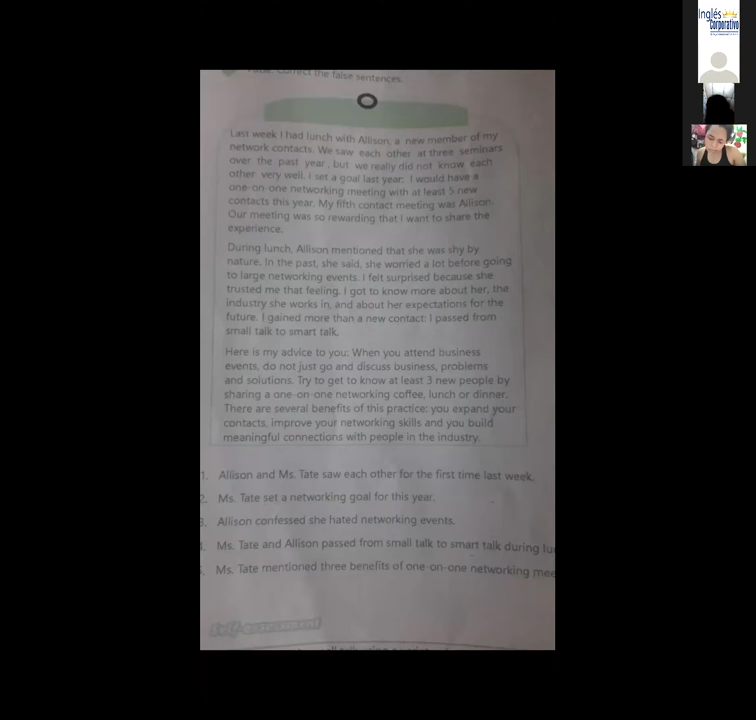 Inglés
Corporativo
Correct the false sentences.
Last week I had lunch with Allison, a new member of my
network contacts. We saw each other at three seminars
over the past year, but we really did not know each
other very well. I set a goal last year: I would have a
one-on-one networking meeting with at least 5 new
contacts this year. My fifth contact meeting was Allison.
Our meeting was so rewarding that I want to share the
experience.
During lunch, Allison mentioned that she was shy by
nature. In the past, she said, she worried a lot before going
to large networking events. I felt surprised because she
trusted me that feeling. I got to know more about her, the
industry she works in, and about her expectations for the
future. I gained more than a new contact: I passed from
small talk to smart talk.
Here is my advice to you: When you attend business
events, do not just go and discuss business, problems
and solutions. Try to get to know at least 3 new people by
sharing a one-on-one networking coffee, lunch or dinner.
There are several benefits of this practice: you expand your
contacts, improve your networking skills and you build
meaningful connections with people in the industry.
1. Allison and Ms. Tate saw each other for the first time last week.
2. Ms. Tate set a networking goal for this year.
3. Allison confessed she hated networking events.
Ms. Tate and Allison passed from small talk to smart talk during lu
Ms. Tate mentioned three benefits of one-on-one networking mee
Self-assessment